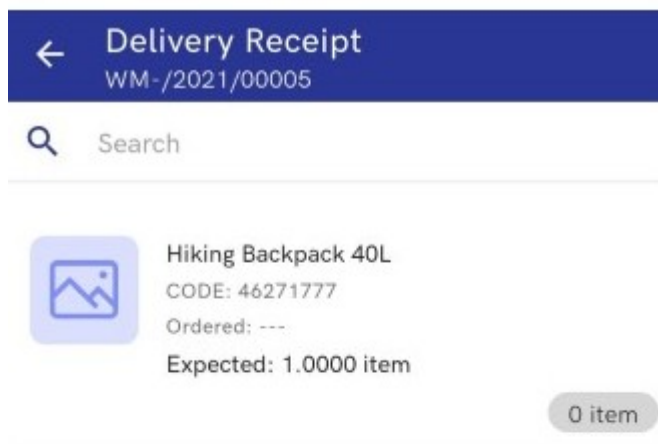 Delivery Receipt
WM-/2021/00005
Search
Hiking Backpack 40L
CODE: 46271777
Ordered: ---
Expected: 1.0000 item
0 item